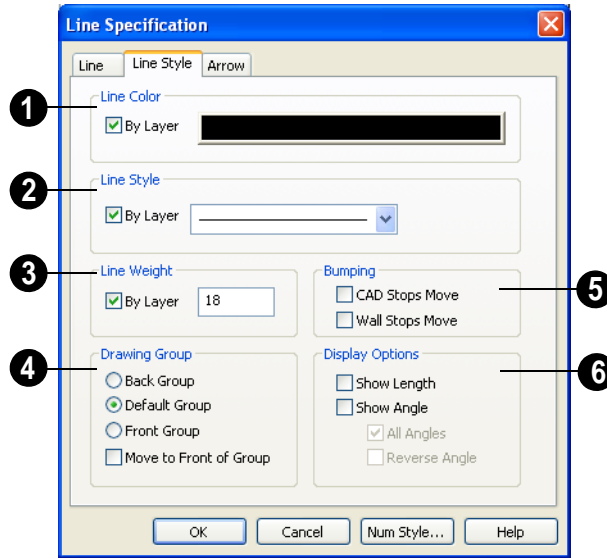 Line Specification
Line Line Style Arrow
1
Line Color
By Layer
2
Line Style
By Layer
3
Line Weight
By Layer 18
Bumping
CAD Stops Move
Wall Stops Move
5
4
Drawing Group
Back Group
Default Group
Front Group
Move to Front of Group
Display Options
Show Length
Show Angle
All Angles
Reverse Angle
6
OK Cancel Num Style... Help